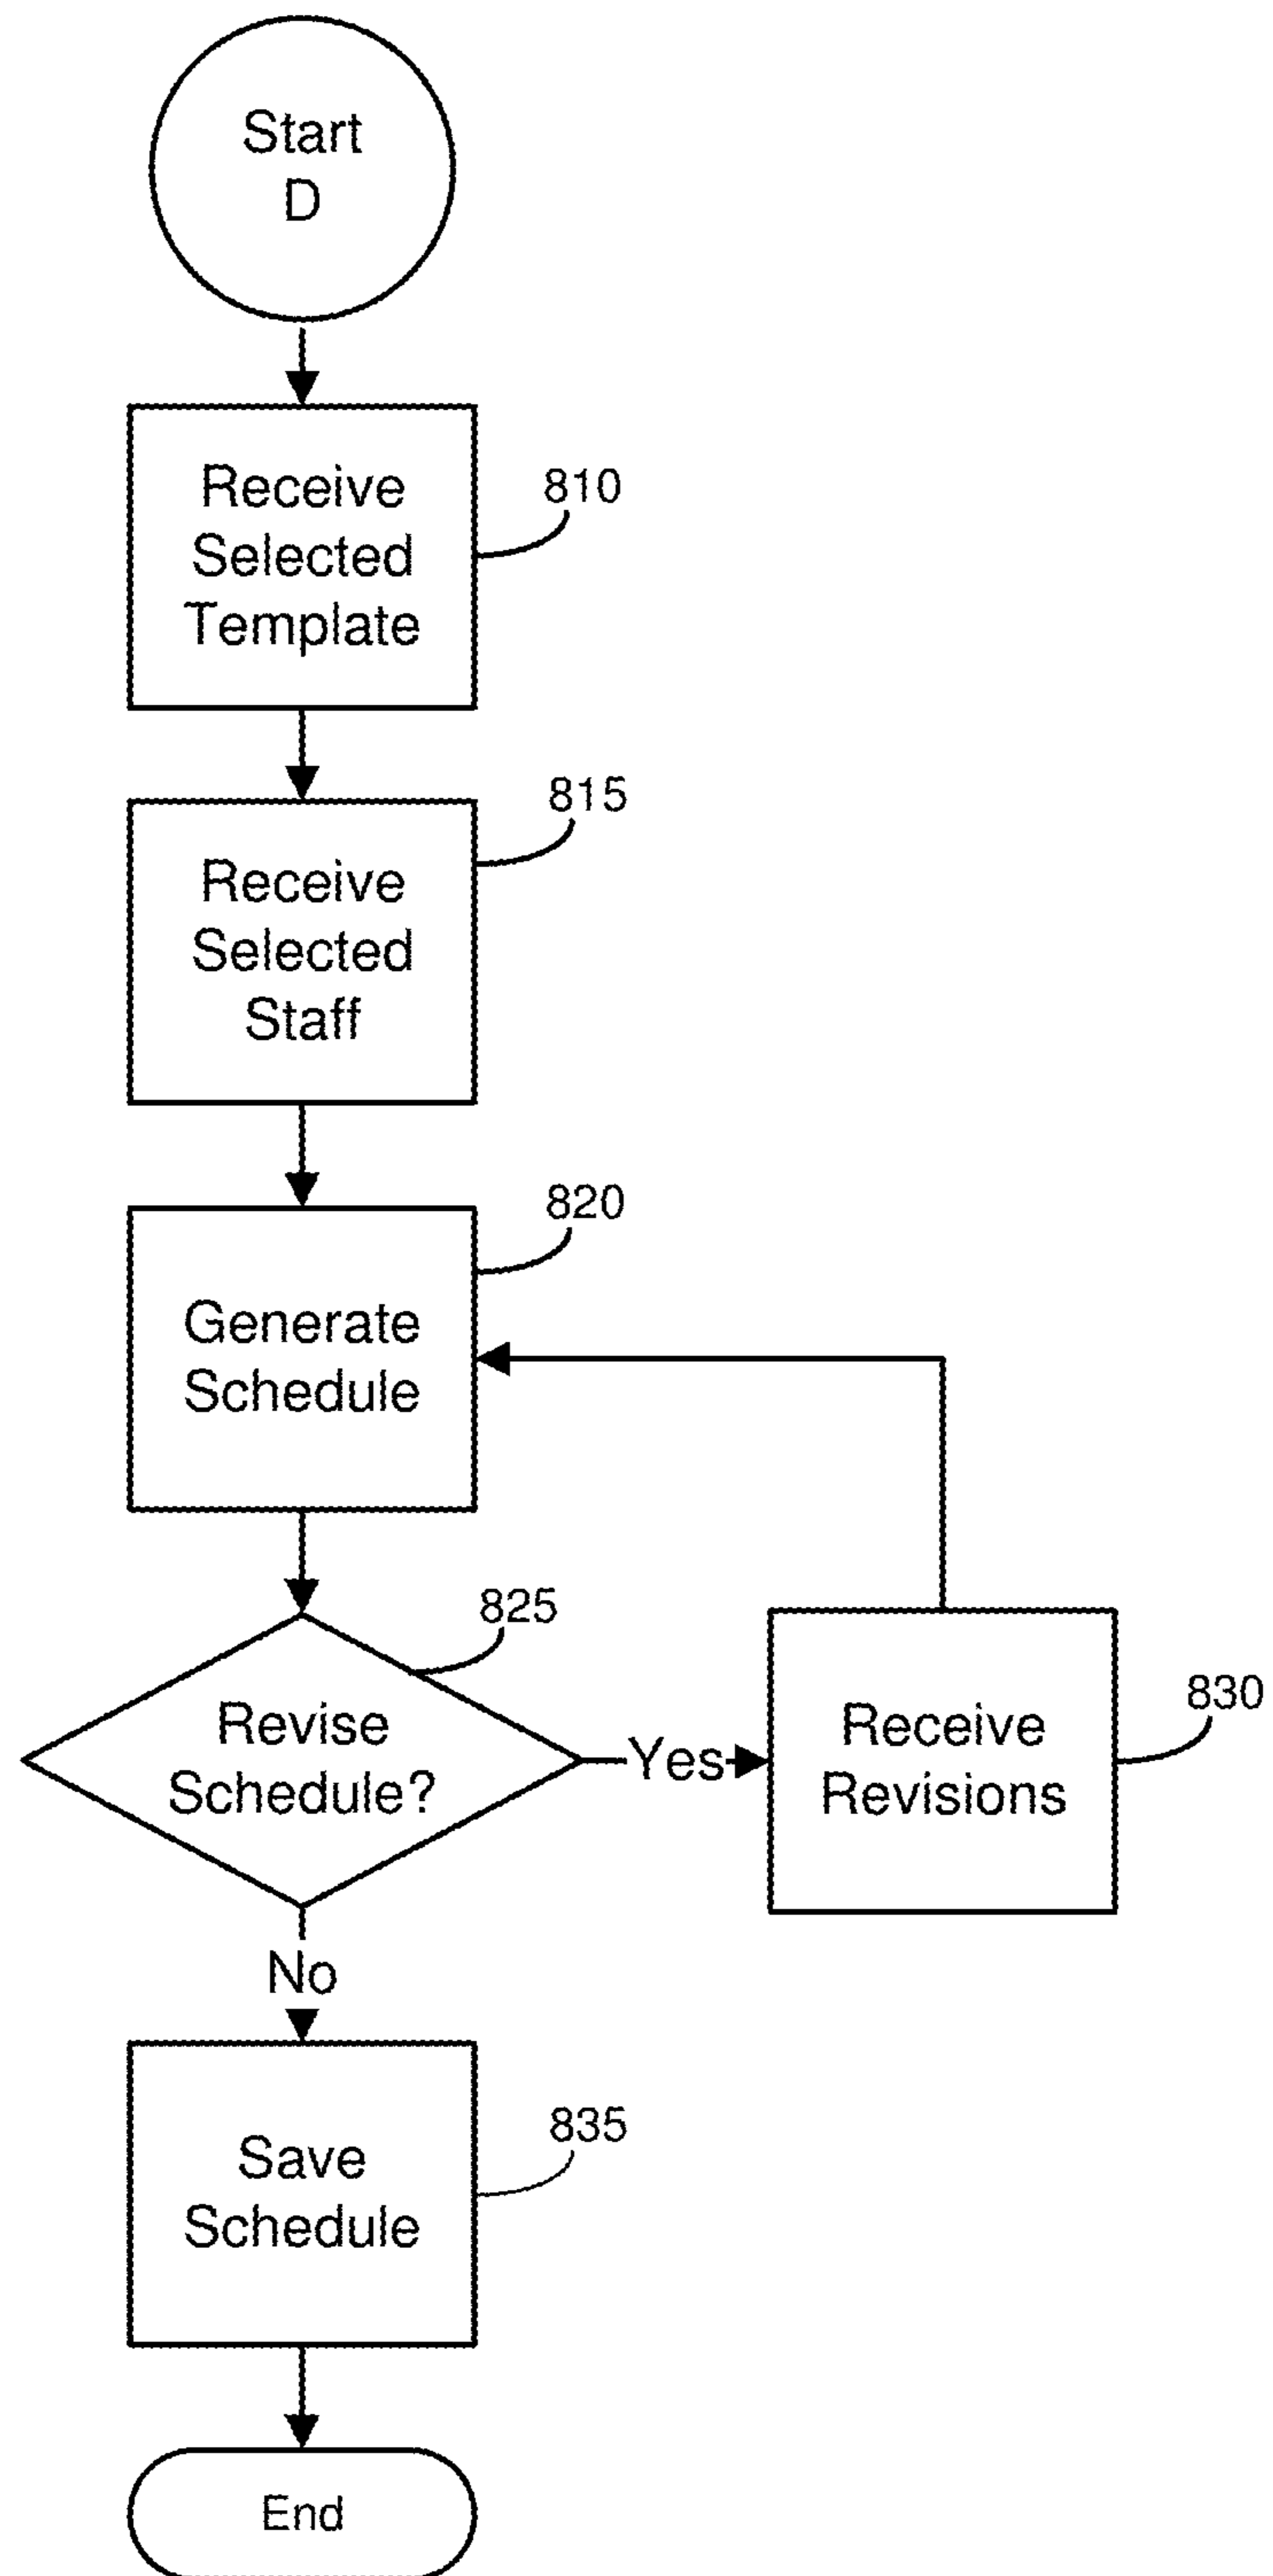 Start
D
Receive
Selected
Template
810
Receive
Selected
Staff
815
Generate
Schedule
820
Revise
Schedule?
825
Yes
Receive
Revisions
830
No
Save
Schedule
835
End